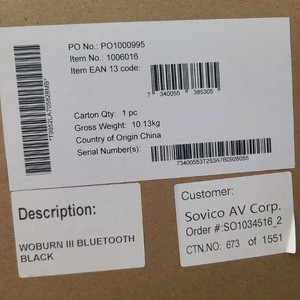 PO No.: PO1000995
Item No.: 1006016
Item EAN 13 code:
7 340055 385305
Carton Qty: 1 pc
Gross Weight: 10.13kg
Country of Origin China
Serial Number:
73400553T253A7B0928085
Description:
WOBURN III BLUETOOTH
BLACK
Customer:
Sovico AV Corp.
Order #:SO1034516_2
CTN.NO: 673 of 1551